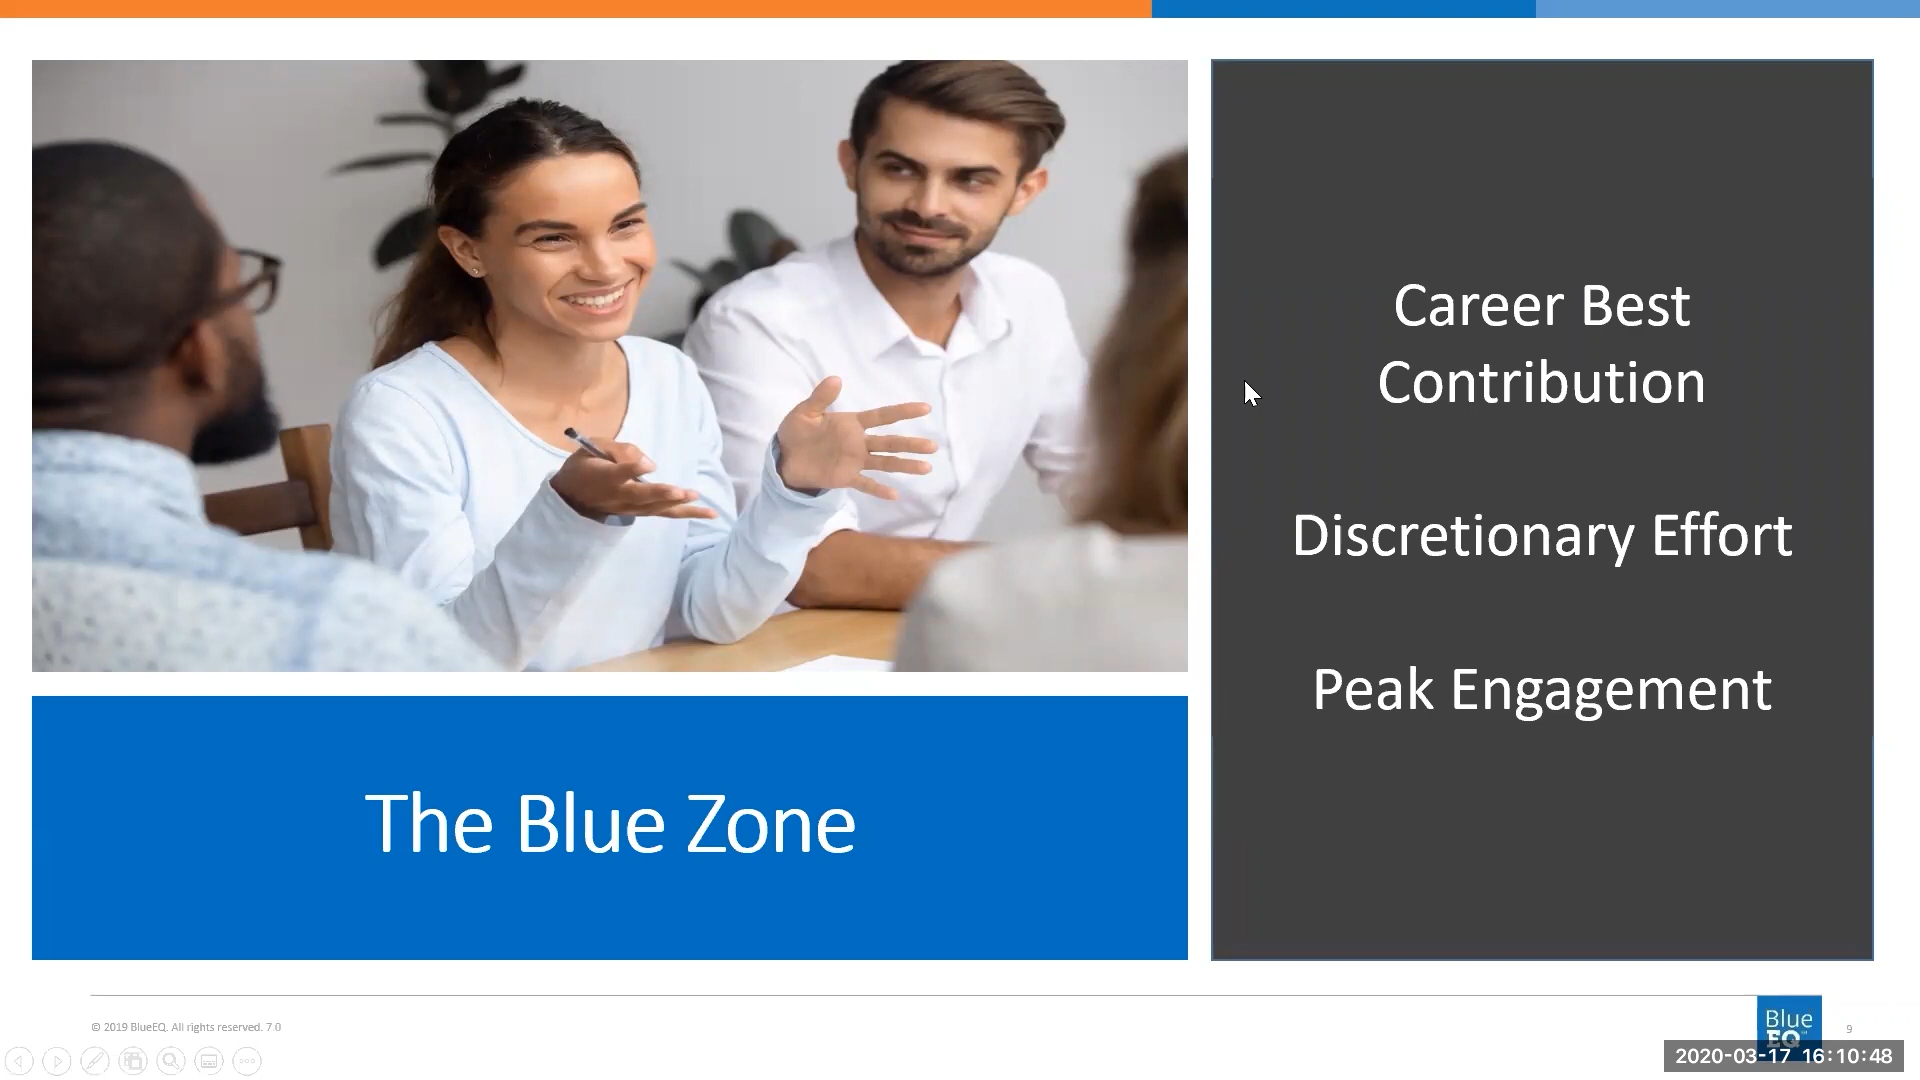 Career Best
Contribution
Discretionary Effort
Peak Engagement
The Blue Zone
© 2019 BlueEQ. All rights reserved. 7.0
Blue
EQ
9
2020-03-17 16:10:48